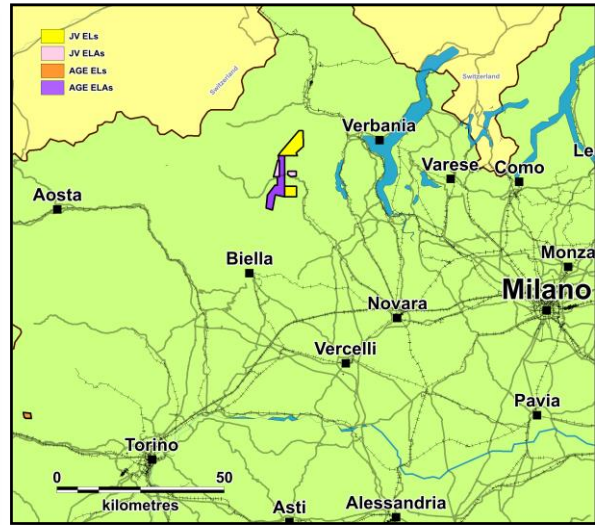 JV ELs
JV ELAs
AGE ELs
AGE ELAs
Switzerland
Switzerland
Verbania
Varese
Como
Le
Aosta
Biella
Monza
Milano
Novara
Vercelli
Pavia
Torino
0 50
kilometres
Asti
Alessandria